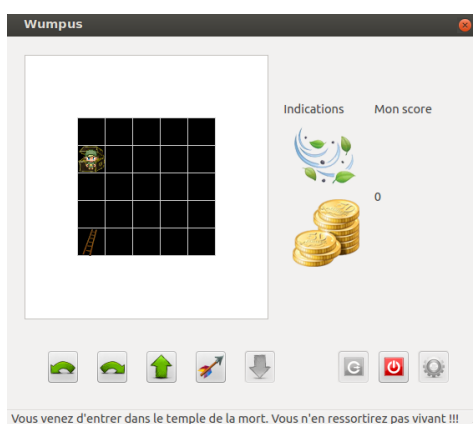 Wumpus
Indications Mon score
0
Vous venez d'entrer dans le temple de la mort. Vous n'en ressortirez pas vivant !!!